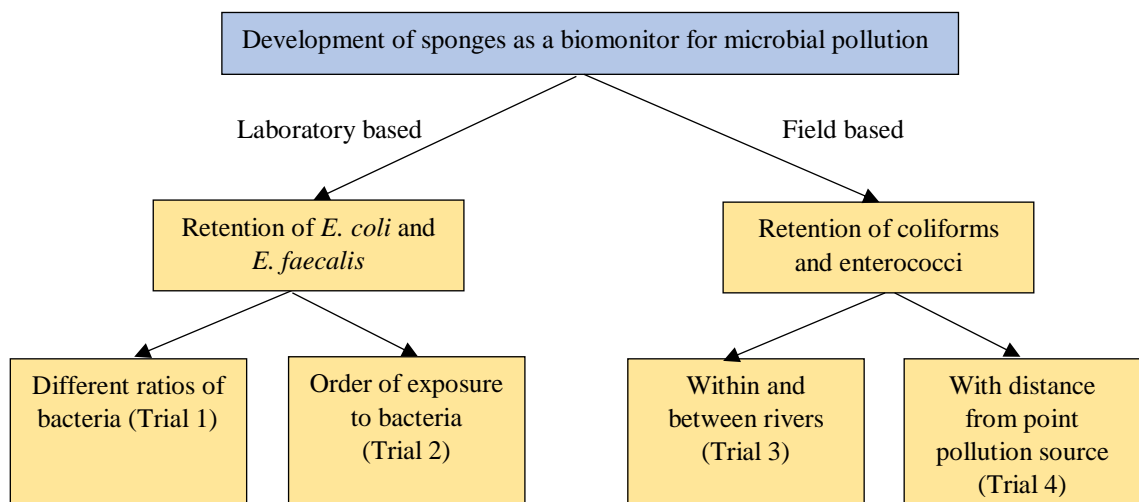 Development of sponges as a biomonitor for microbial pollution
Laboratory based
Field based
Retention of E. coli and
E. faecalis
Retention of coliforms
and enterococci
Different ratios of
bacteria (Trial 1)
Order of exposure
to bacteria
(Trial 2)
Within and
between rivers
(Trial 3)
With distance
from point
pollution source
(Trial 4)